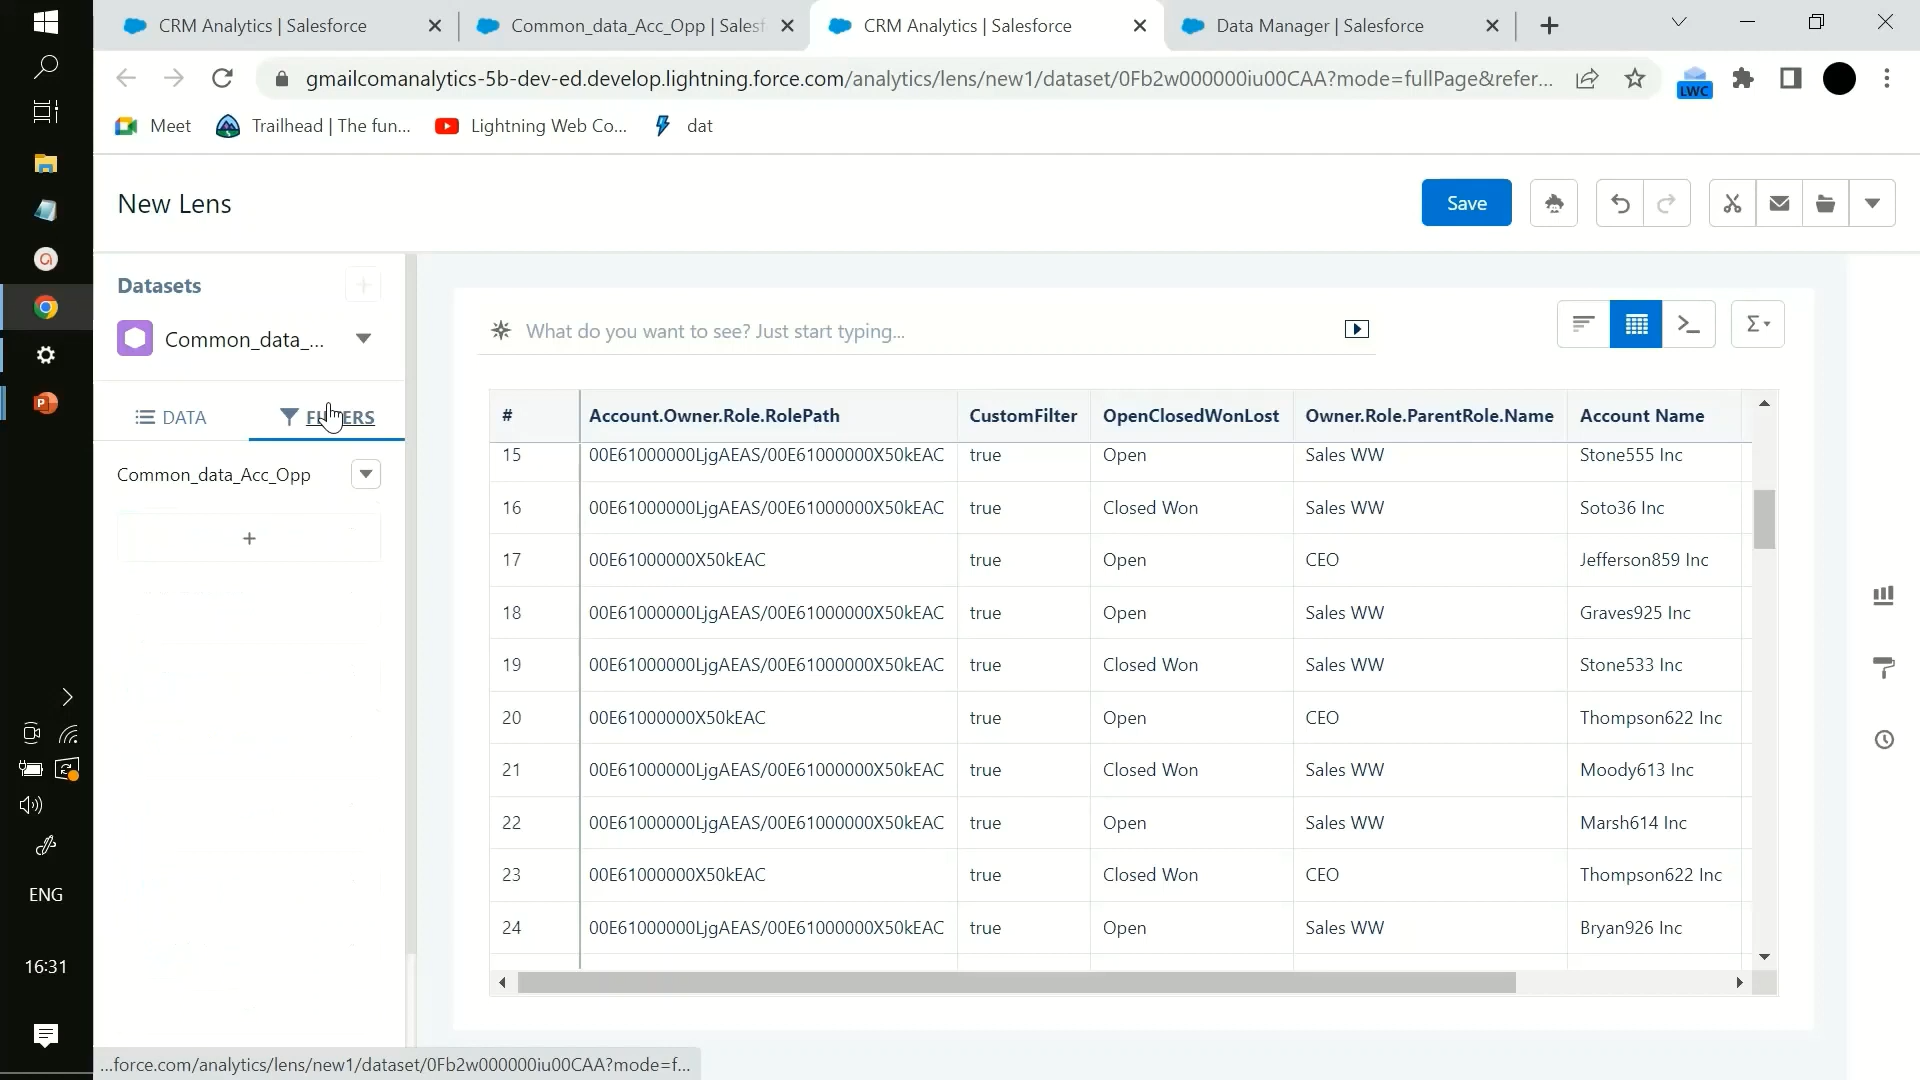 CRM Analytics | Salesforce
Common_data_Acc_Opp | Salesf
CRM Analytics | Salesforce
Data Manager | Salesforce
gmailcomanalytics-5b-dev-ed.develop.lightning.force.com/analytics/lens/new1/dataset/0Fb2w000000iu00CAA?mode=fullPage&refer...
LWC
Meet
Trailhead | The fun...
Lightning Web Co...
dat
New Lens
Save
Datasets
Common_data_...
DATA
FILTERS
Common_data_Acc_Opp
+
What do you want to see? Just start typing...
# Account.Owner.Role.RolePath CustomFilter OpenClosedWonLost Owner.Role.ParentRole.Name Account Name
15 00E61000000LjgAEAS/00E61000000X50kEAC true Open Sales WW Stone555 Inc
16 00E61000000LjgAEAS/00E61000000X50kEAC true Closed Won Sales WW Soto36 Inc
17 00E61000000X50kEAC true Open CEO Jefferson859 Inc
18 00E61000000LjgAEAS/00E61000000X50kEAC true Open Sales WW Graves925 Inc
19 00E61000000LjgAEAS/00E61000000X50kEAC true Closed Won Sales WW Stone533 Inc
20 00E61000000X50kEAC true Open CEO Thompson622 Inc
21 00E61000000LjgAEAS/00E61000000X50kEAC true Closed Won Sales WW Moody613 Inc
22 00E61000000LjgAEAS/00E61000000X50kEAC true Open Sales WW Marsh614 Inc
23 00E61000000X50kEAC true Closed Won CEO Thompson622 Inc
24 00E61000000LjgAEAS/00E61000000X50kEAC true Open Sales WW Bryan926 Inc
ENG
16:31
...force.com/analytics/lens/new1/dataset/0Fb2w000000iu00CAA?mode=f...